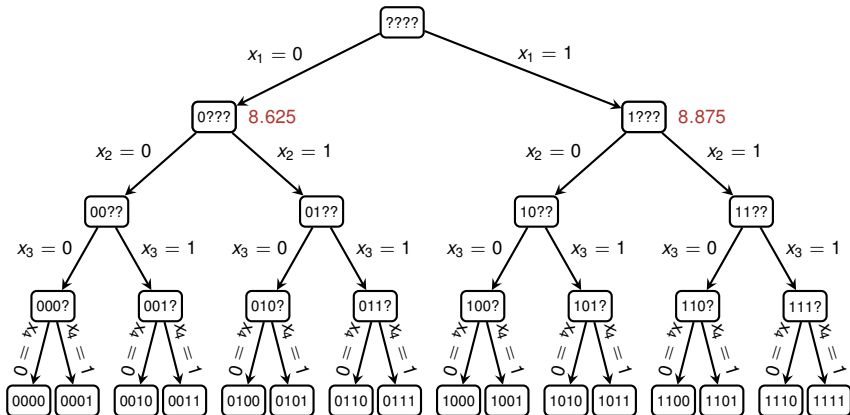 ????
x₁ = 0 x₁ = 1
0??? 8.625 1??? 8.875
x₂ = 0 x₂ = 1 x₂ = 0 x₂ = 1
00?? 01?? 10?? 11??
x₃ = 0 x₃ = 1 x₃ = 0 x₃ = 1 x₃ = 0 x₃ = 1 x₃ = 0 x₃ = 1
000? 001? 010? 011? 100? 101? 110? 111?
x₄ = 0 x₄ = 1 x₄ = 0 x₄ = 1 x₄ = 0 x₄ = 1 x₄ = 0 x₄ = 1 x₄ = 0 x₄ = 1 x₄ = 0 x₄ = 1 x₄ = 0 x₄ = 1 x₄ = 0 x₄ = 1
0000 0001 0010 0011 0100 0101 0110 0111 1000 1001 1010 1011 1100 1101 1110 1111